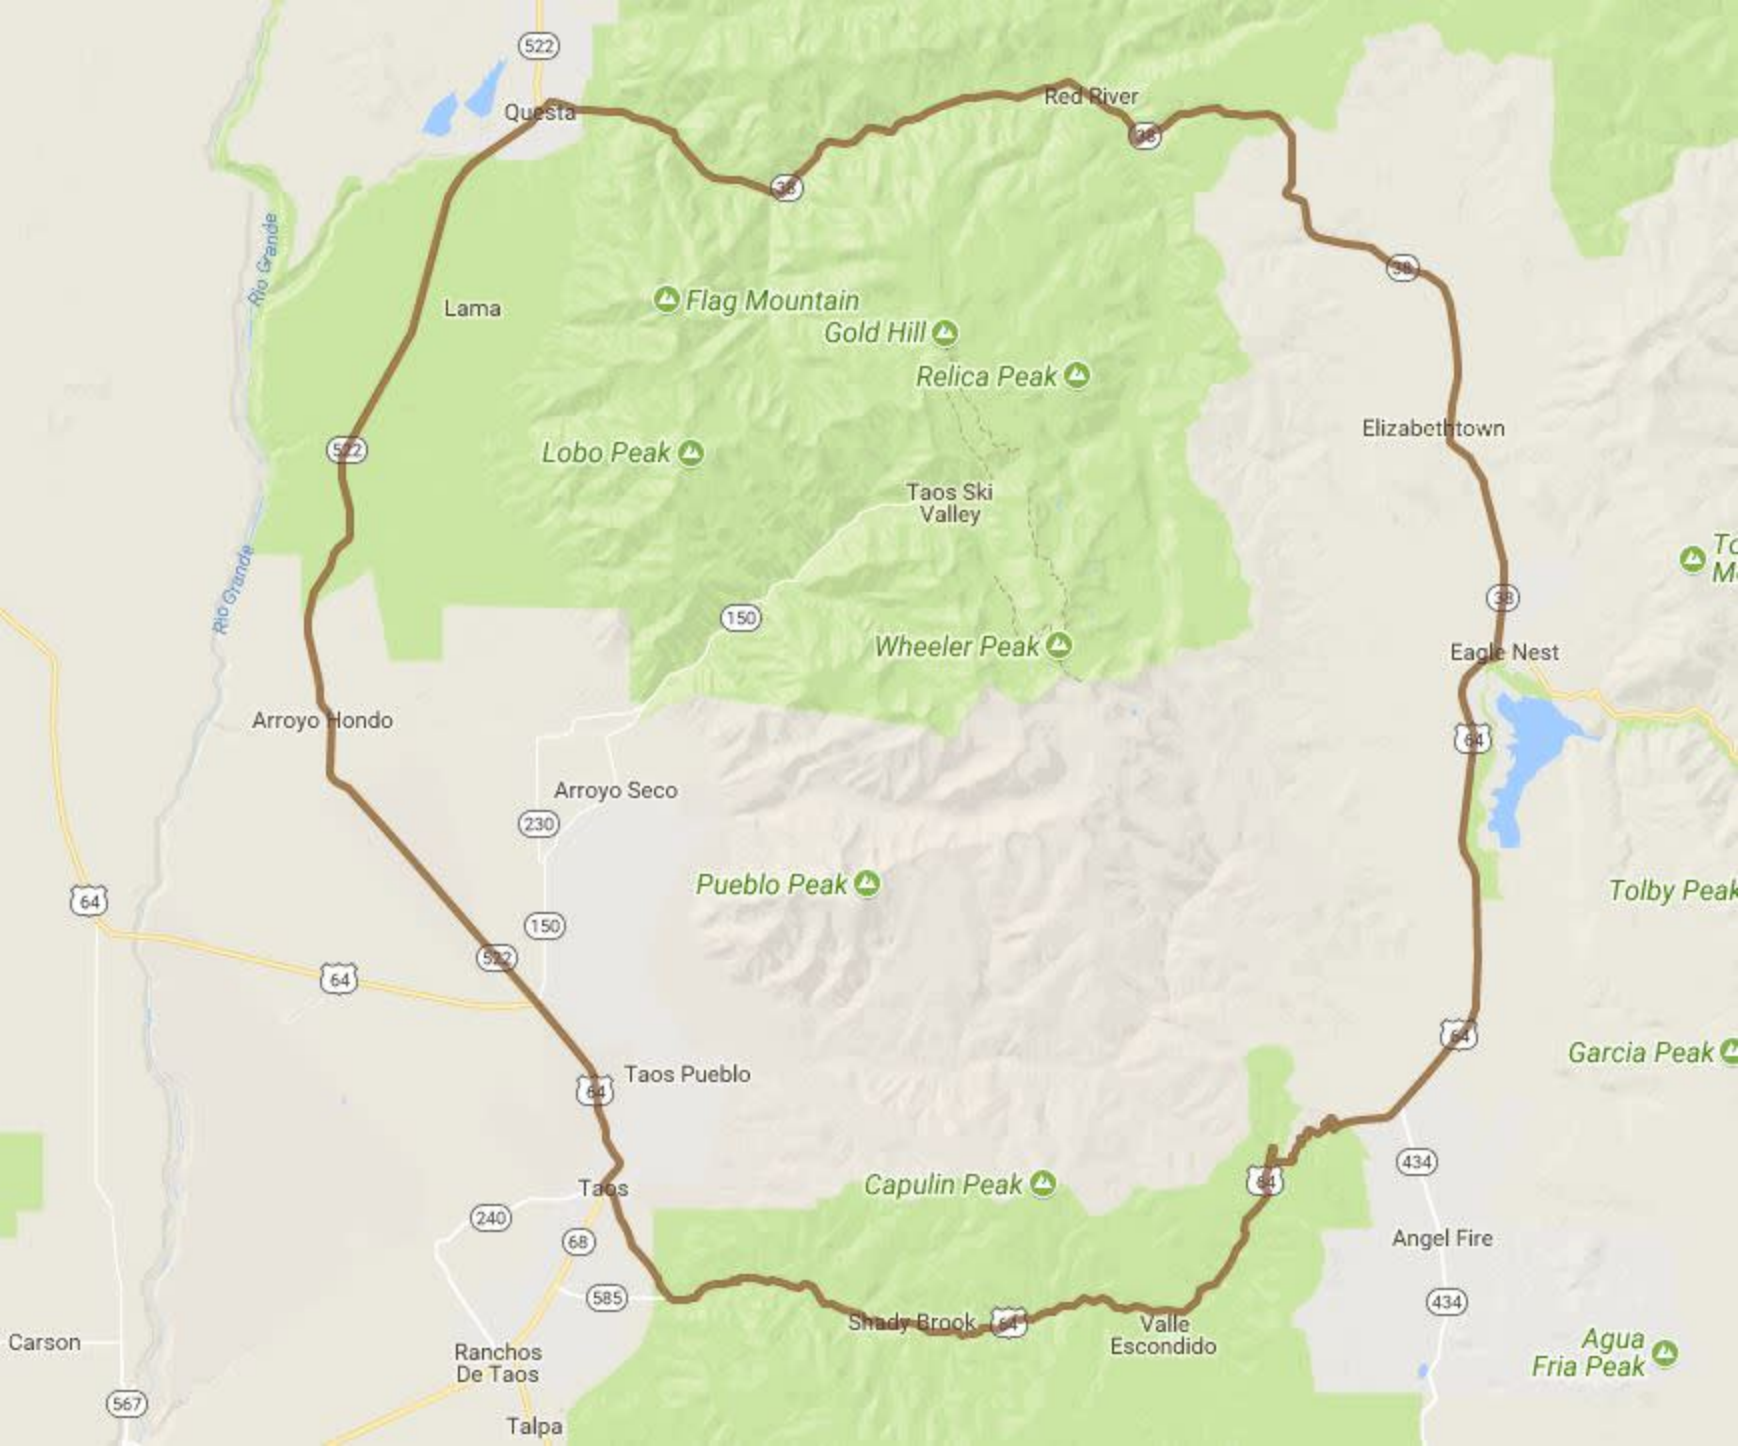 522
Questa
Red River
38
38
Rio Grande
38
Flag Mountain
Lama
Gold Hill
Relica Peak
Elizabethtown
522
Lobo Peak
Taos Ski
Valley
Rio Grande
38
150
Wheeler Peak
Eagle Nest
Arroyo Hondo
64
Arroyo Seco
230
Pueblo Peak
Tolby Peak
64
150
522
64
64
Garcia Peak
Taos Pueblo
64
434
Capulin Peak
64
Taos
240
68
Angel Fire
585
434
Shady Brook
64
Valle
Escondido
Carson
Ranchos
De Taos
Agua
Fria Peak
567
Talpa